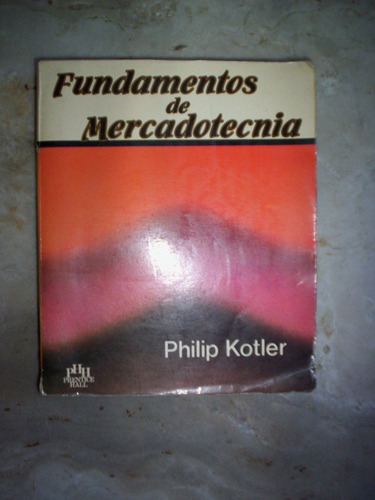 Fundamentos
de
Mercadotecnia
Philip Kotler
PHH
PRENTICE
HALL